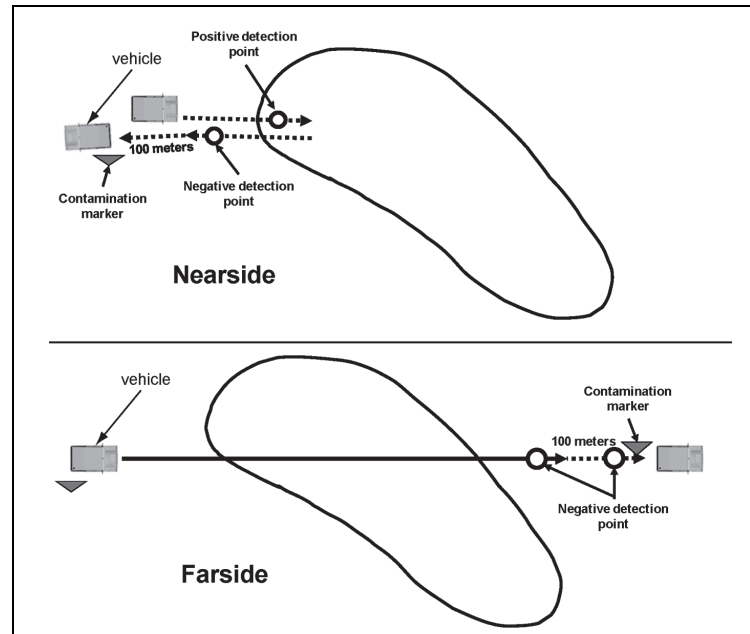 Positive detection
point
vehicle
100 meters
Negative detection
point
Contamination
marker
Nearside
vehicle
Contamination
marker
100 meters
Negative detection
point
Farside